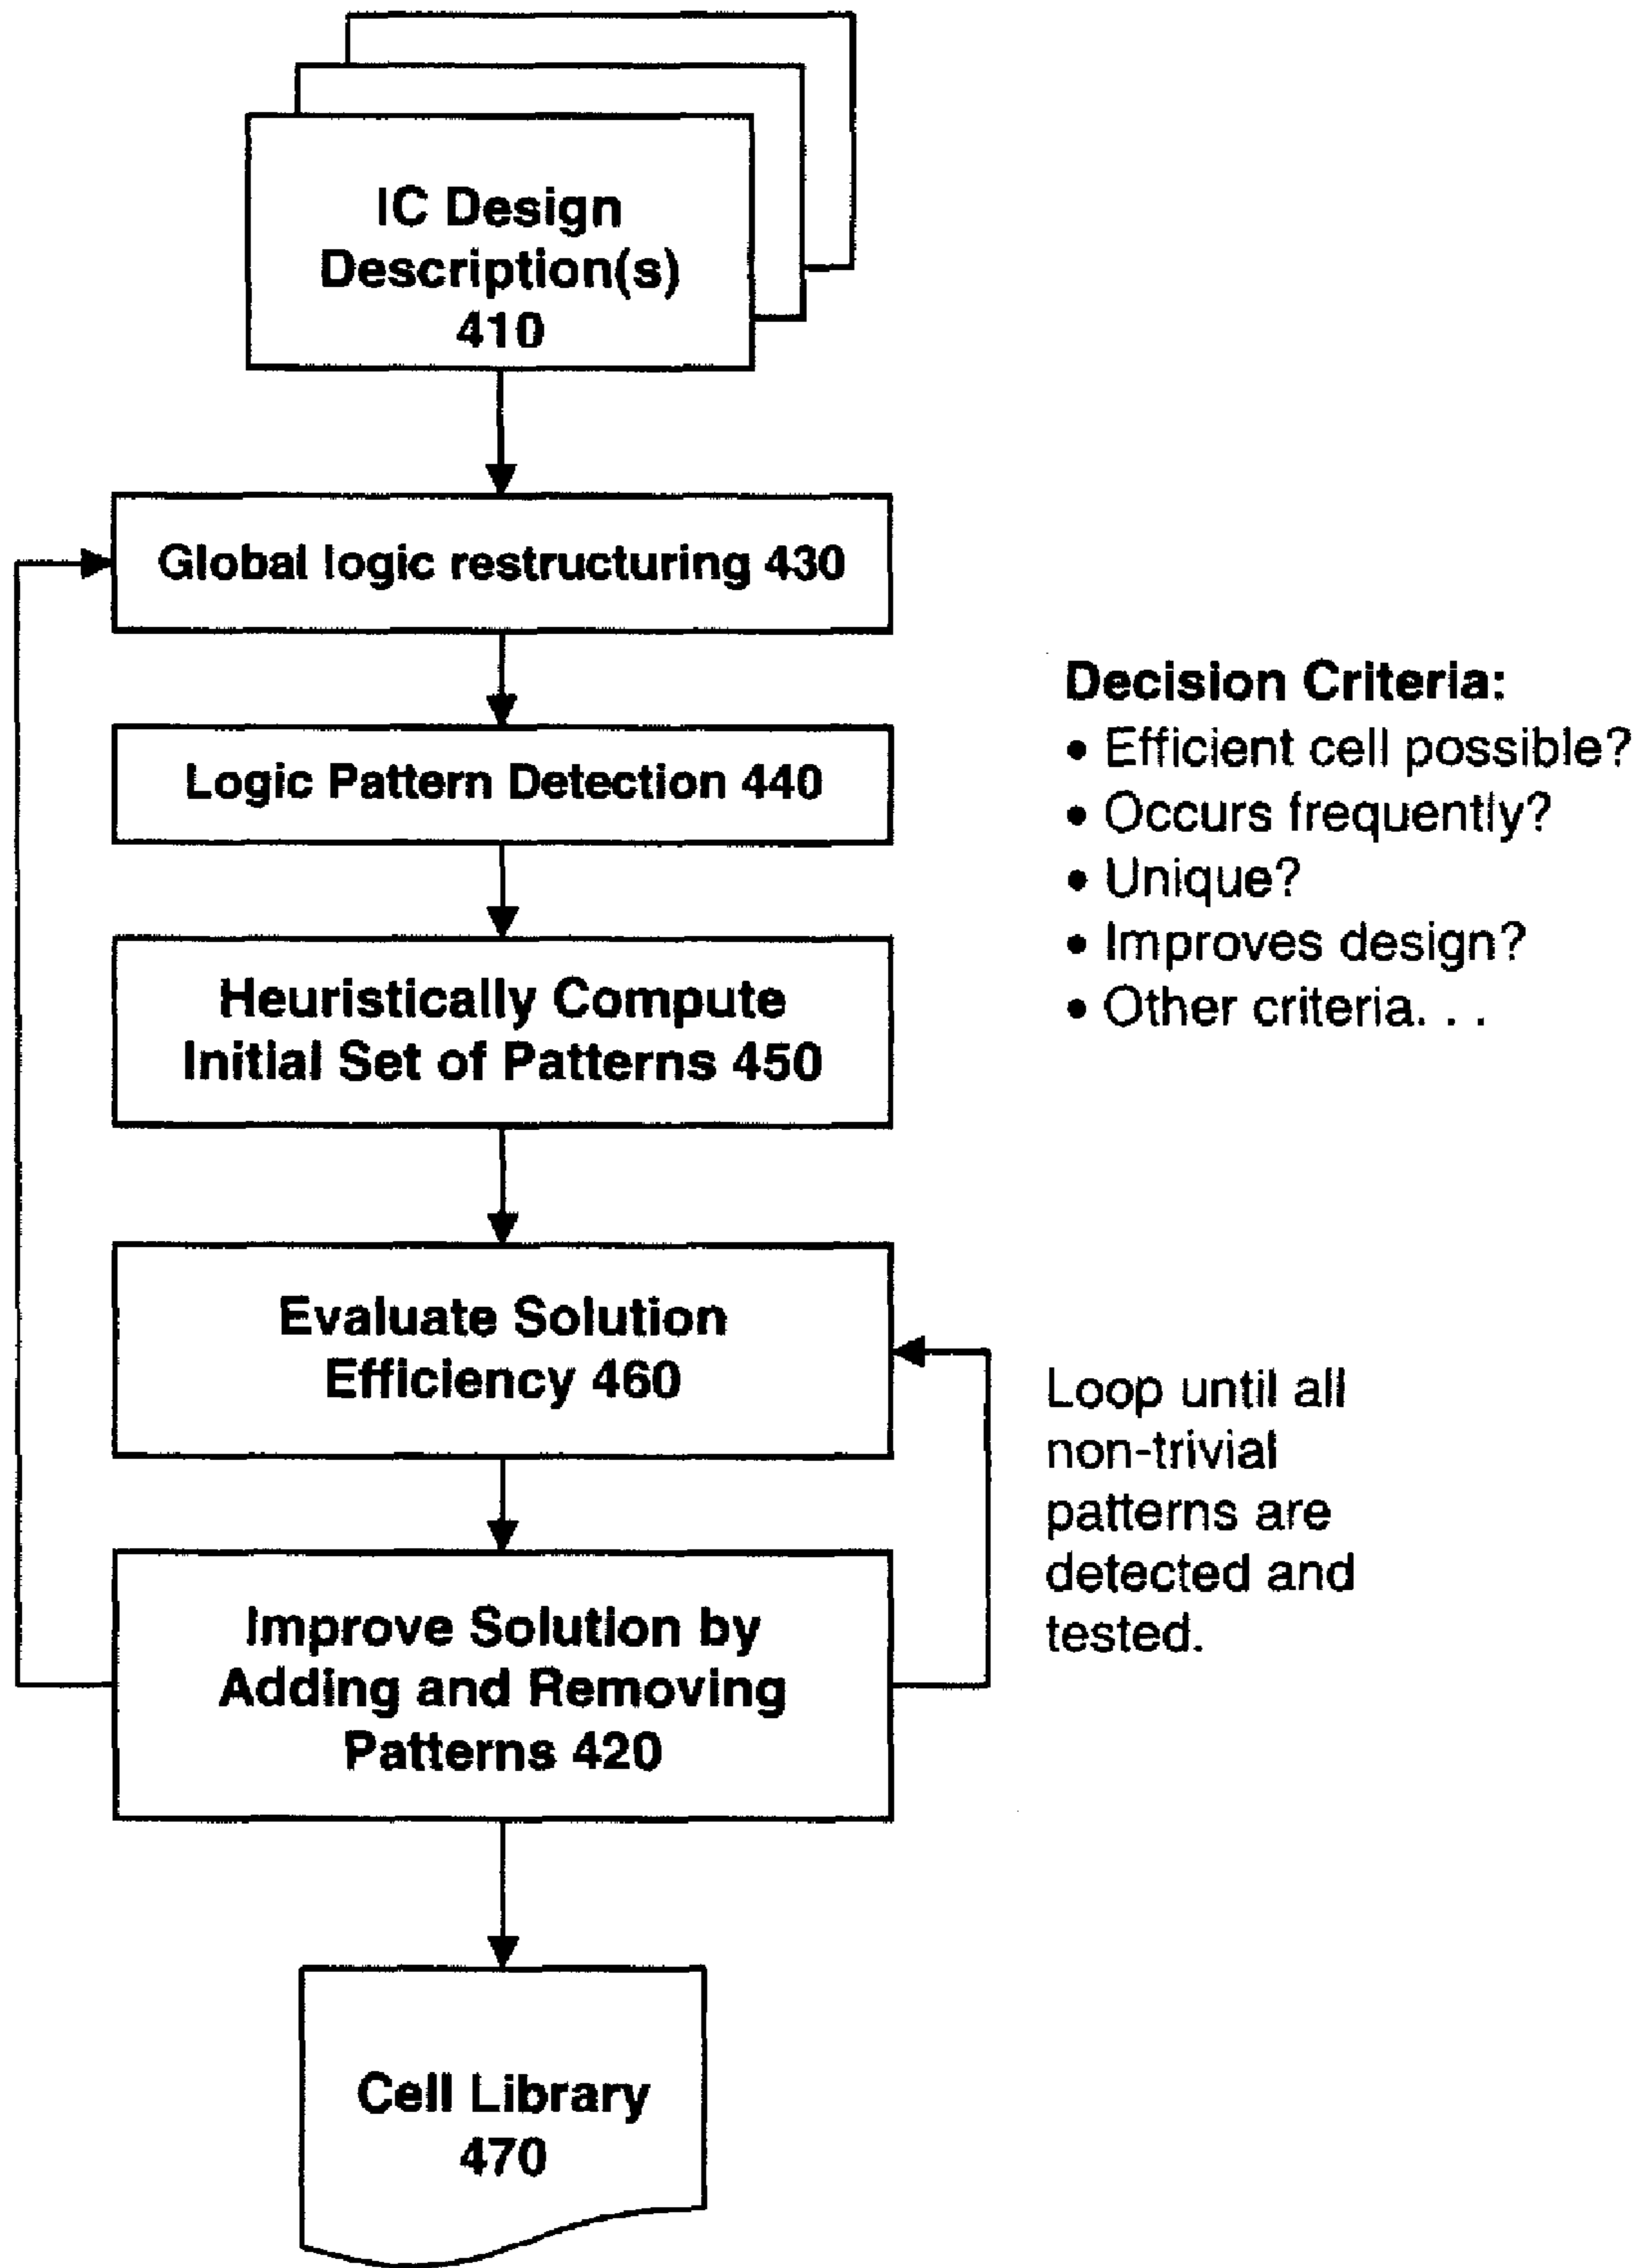 IC Design
Description(s)
410
Global logic restructuring 430
Logic Pattern Detection 440
Decision Criteria:
• Efficient cell possible?
• Occurs frequently?
• Unique?
• Improves design?
• Other criteria. . .
Heuristically Compute
Initial Set of Patterns 450
Evaluate Solution
Efficiency 460
Loop until all
non-trivial
patterns are
detected and
tested.
Improve Solution by
Adding and Removing
Patterns 420
Cell Library
470